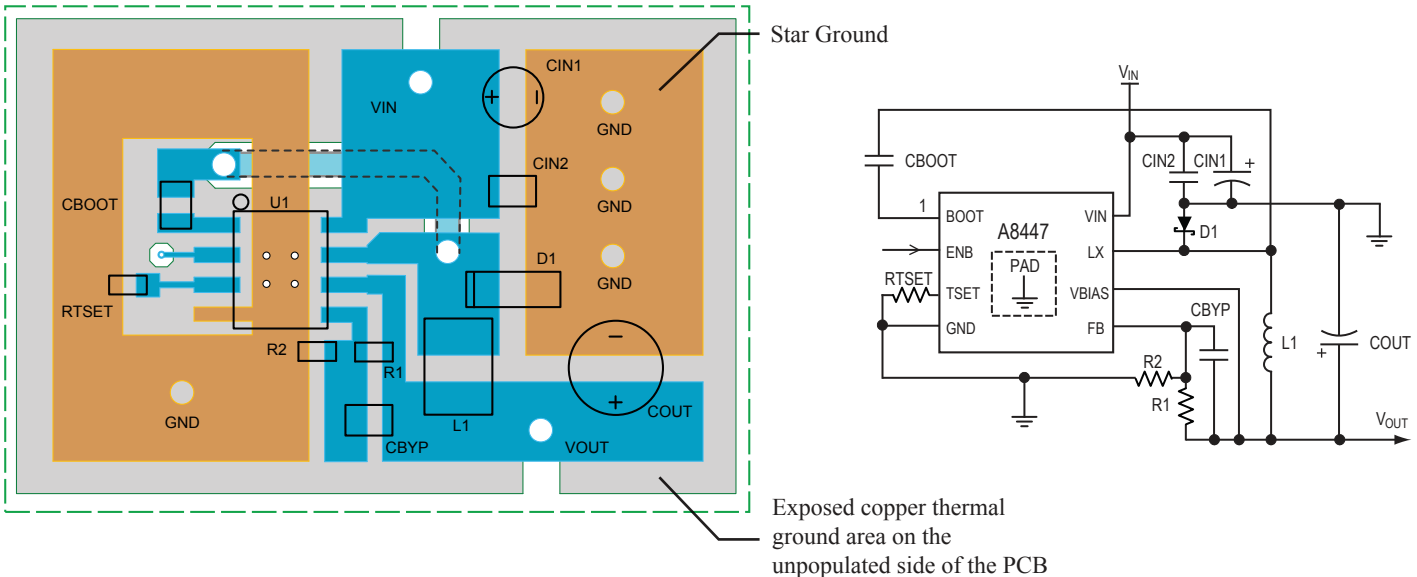 Star Ground
CIN1
VIN
GND
CIN2
GND
CBOOT
U1
D1
GND
RTSET
R2
R1
COUT
L1
GND
CBYP
VOUT
Exposed copper thermal
ground area on the
unpopulated side of the PCB
VIN
CBOOT
CIN2
CIN1
+
1
BOOT
VIN
A8447
D1
ENB
LX
PAD
RTSET
TSET
VBIAS
CBYP
GND
FB
L1
COUT
+
R2
R1
VOUT